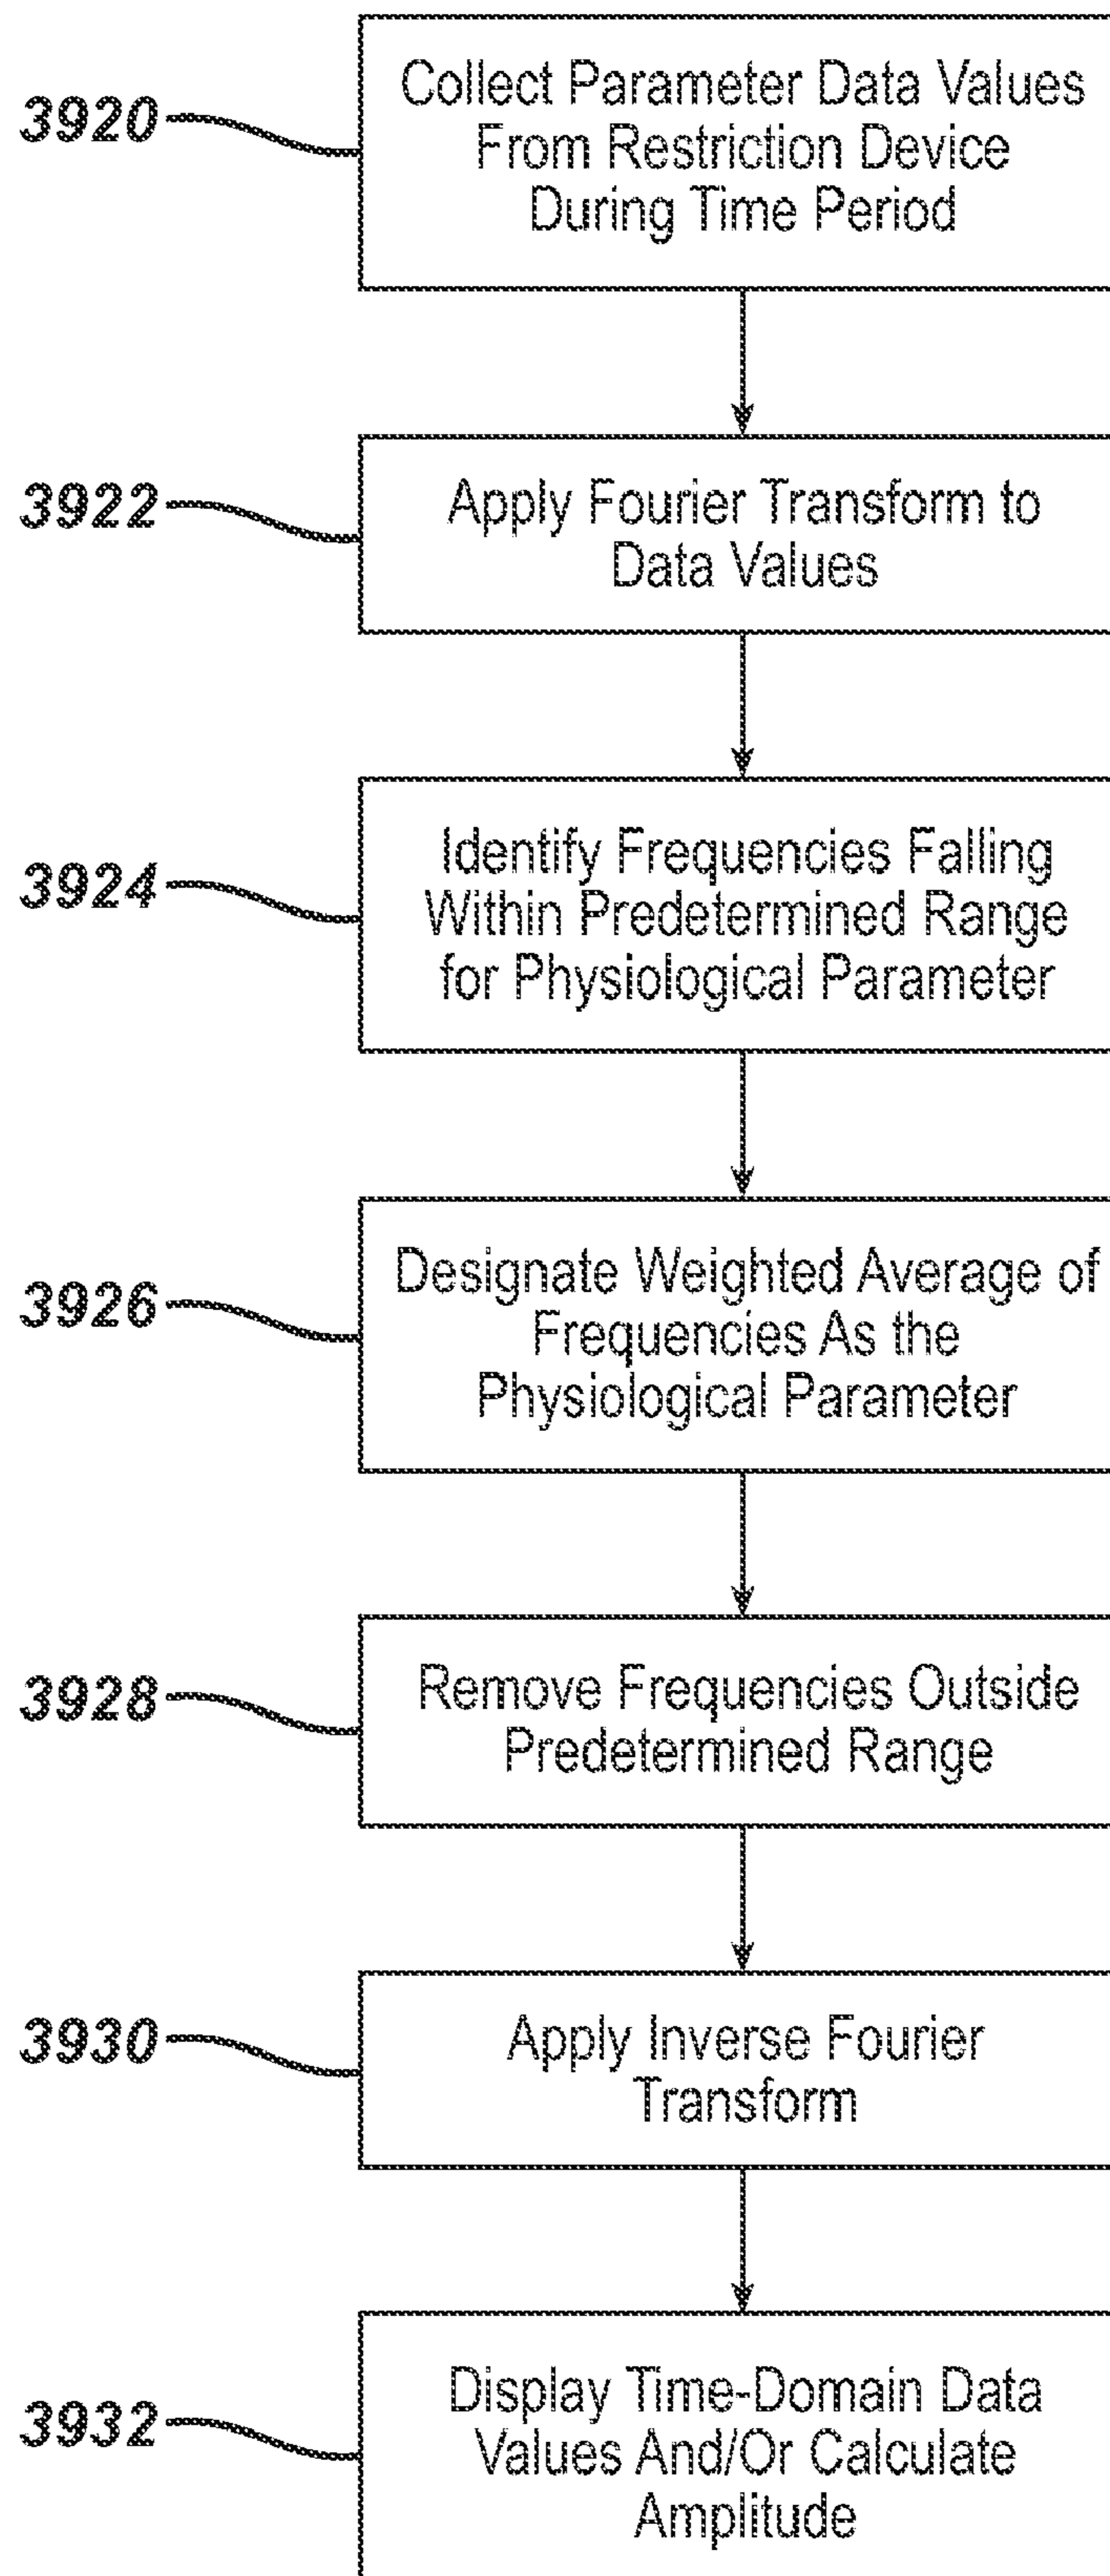 3920
Collect Parameter Data Values
From Restriction Device
During Time Period
3922
Apply Fourier Transform to
Data Values
3924
Identify Frequencies Falling
Within Predetermined Range
for Physiological Parameter
3926
Designate Weighted Average of
Frequencies As the
Physiological Parameter
3928
Remove Frequencies Outside
Predetermined Range
3930
Apply Inverse Fourier
Transform
3932
Display Time-Domain Data
Values And/Or Calculate
Amplitude